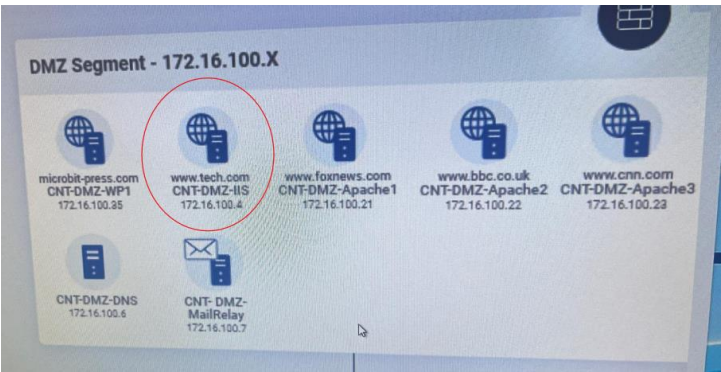 DMZ Segment - 172.16.100.X
microbit-press.com
CNT-DMZ-WP1
172.16.100.35
www.tech.com
CNT-DMZ-IIS
172.16.100.4
www.foxnews.com
CNT-DMZ-Apache1
172.16.100.21
www.bbc.co.uk
CNT-DMZ-Apache2
172.16.100.22
www.cnn.com
CNT-DMZ-Apache3
172.16.100.23
CNT-DMZ-DNS
172.16.100.6
CNT- DMZ-
MailRelay
172.16.100.7